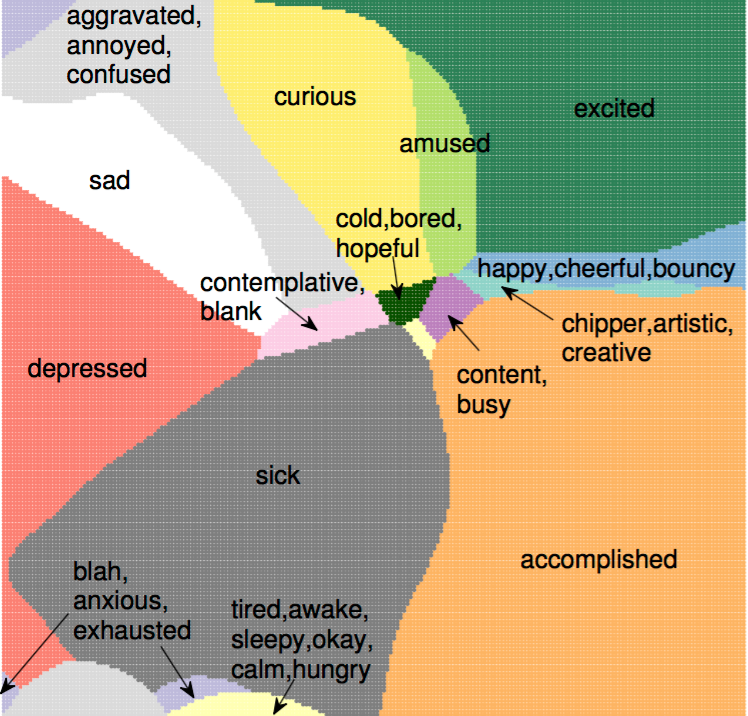 aggravated,
annoyed,
confused
curious
excited
amused
sad
cold,bored,
hopeful
happy,cheerful,bouncy
contemplative,
blank
chipper,artistic,
creative
depressed
content,
busy
sick
accomplished
blah,
anxious,
exhausted
tired,awake,
sleepy,okay,
calm,hungry